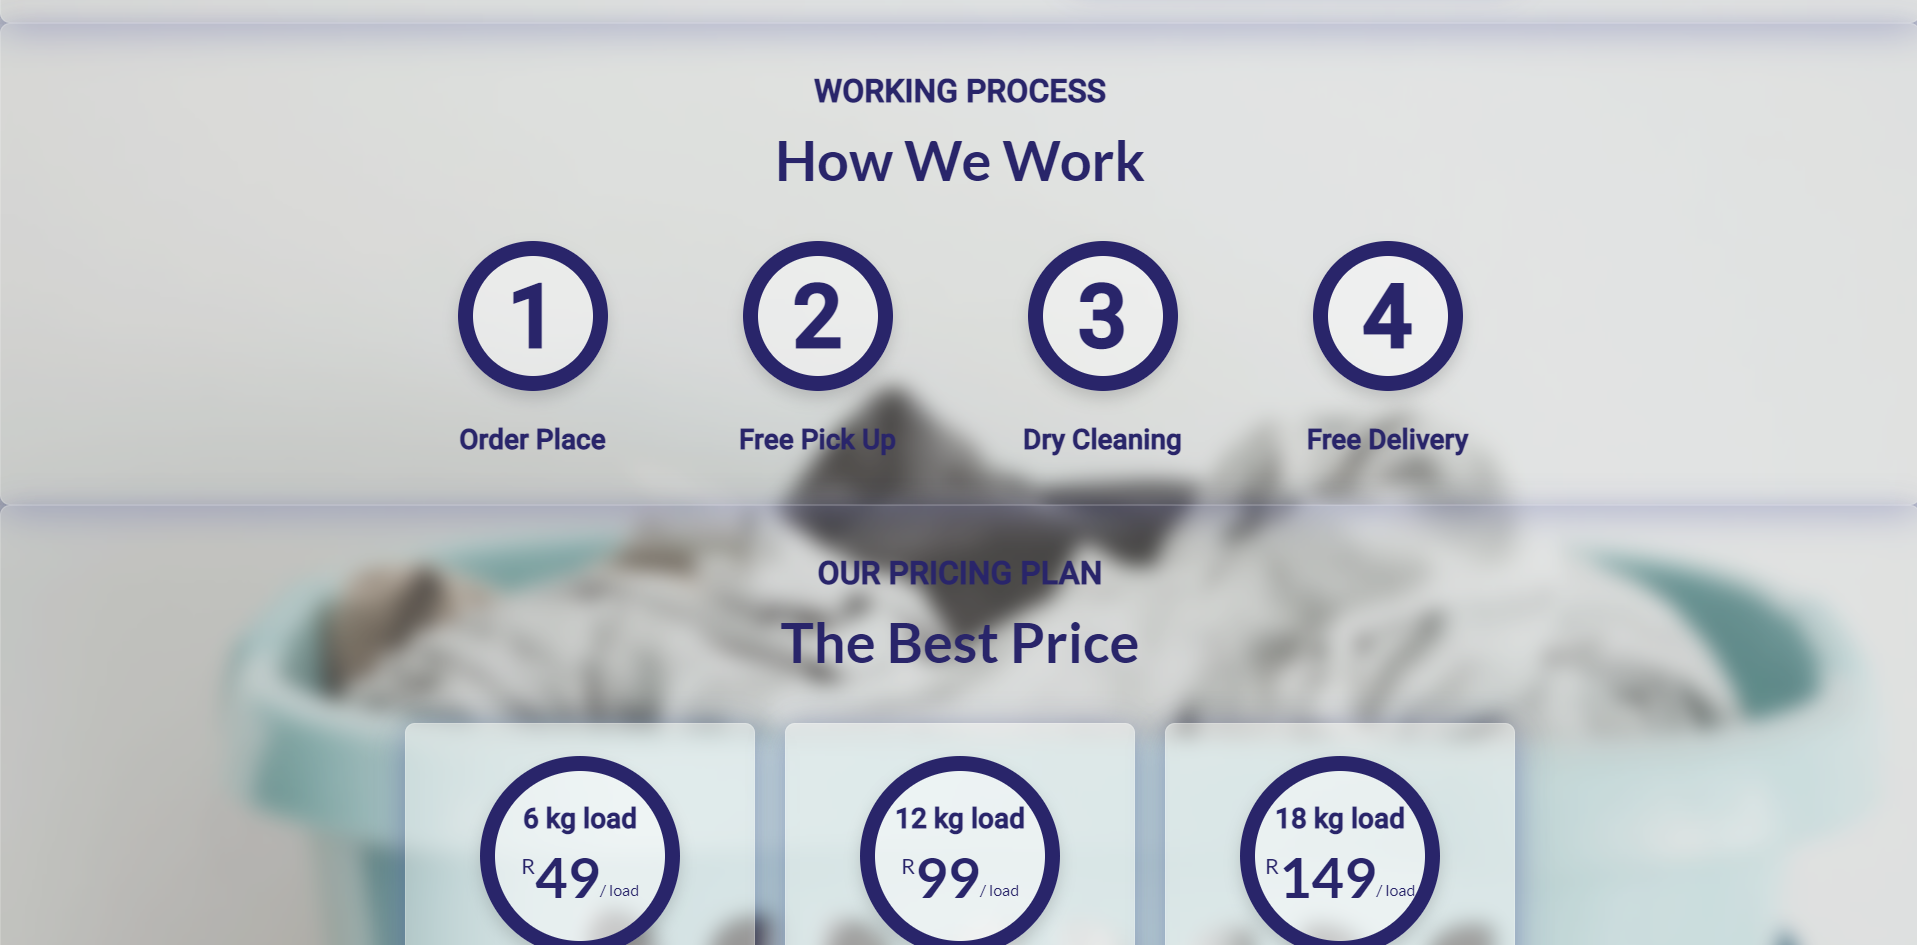 WORKING PROCESS
How We Work
1 2 3 4
Order Place Free Pick Up Dry Cleaning Free Delivery
OUR PRICING PLAN
The Best Price
6 kg load 12 kg load 18 kg load
R49/ load R99/ load R149/ load